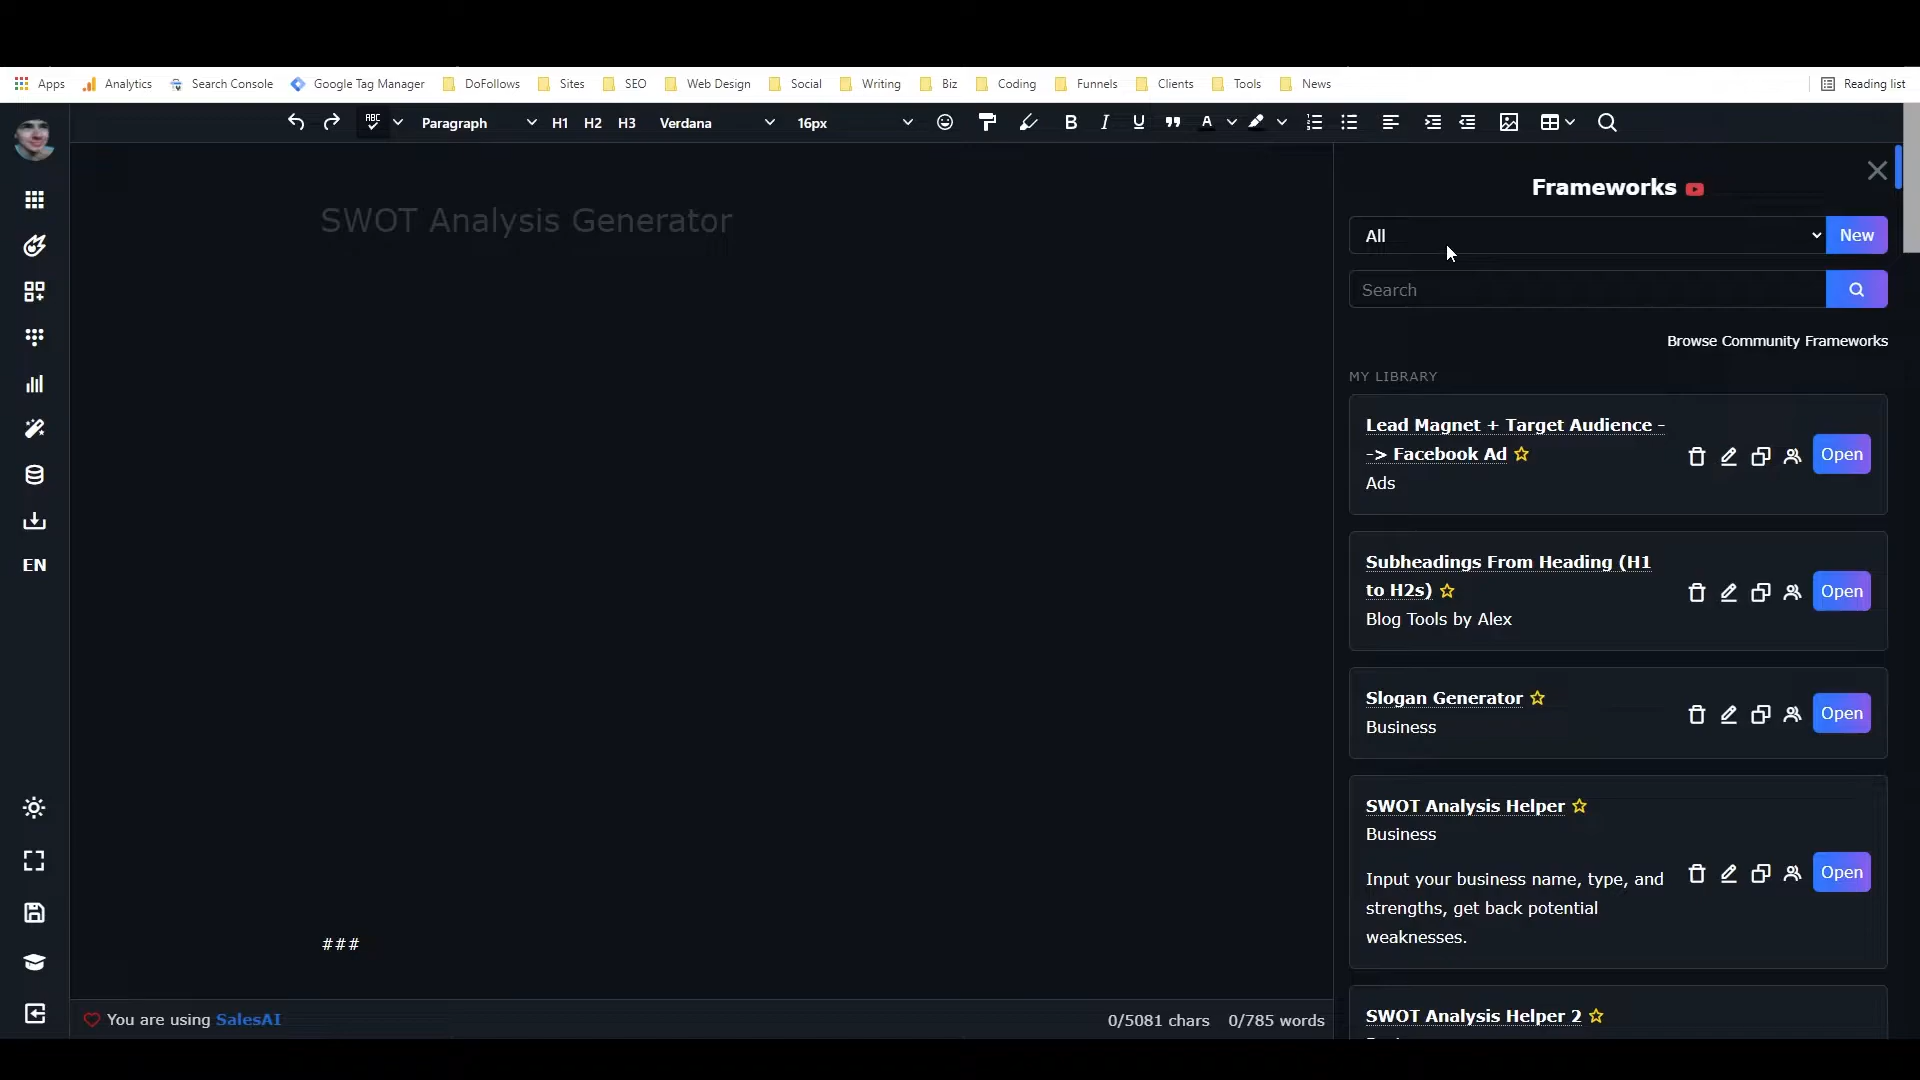 Apps Analytics Search Console Google Tag Manager DoFollows Sites SEO Web Design Social Writing Biz Coding Funnels Clients Tools News Reading list
ABC Paragraph H1 H2 H3 Verdana 16px B I U A
SWOT Analysis Generator
###
EN
You are using SalesAI
0/5081 chars 0/785 words
Frameworks
All New
Search
Browse Community Frameworks
MY LIBRARY
Lead Magnet + Target Audience -
-> Facebook Ad
Ads
Open
Subheadings From Heading (H1
to H2s)
Blog Tools by Alex
Open
Slogan Generator
Business
Open
SWOT Analysis Helper
Business
Input your business name, type, and
strengths, get back potential
weaknesses.
Open
SWOT Analysis Helper 2